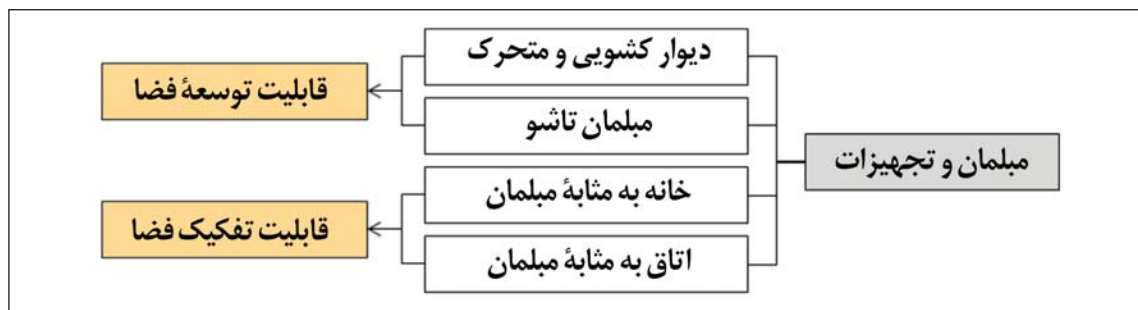 مبلمان و تجهیزات
دیوار کشویی و متحرک
مبلمان تاشو
خانه به مثابهٔ مبلمان
اتاق به مثابهٔ مبلمان
قابلیت توسعهٔ فضا
قابلیت تفکیک فضا